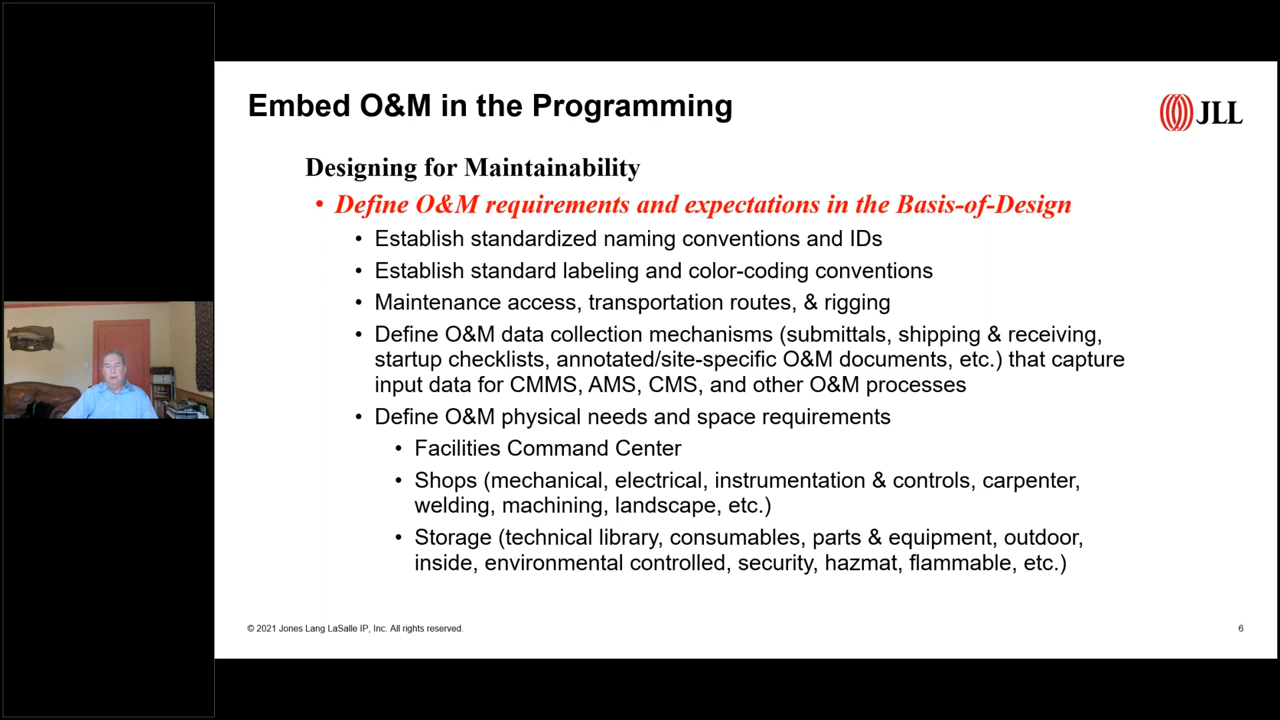 Embed O&M in the Programming
JLL
Designing for Maintainability
• Define O&M requirements and expectations in the Basis-of-Design
• Establish standardized naming conventions and IDs
• Establish standard labeling and color-coding conventions
• Maintenance access, transportation routes, & rigging
• Define O&M data collection mechanisms (submittals, shipping & receiving,
startup checklists, annotated/site-specific O&M documents, etc.) that capture
input data for CMMS, AMS, CMS, and other O&M processes
• Define O&M physical needs and space requirements
• Facilities Command Center
• Shops (mechanical, electrical, instrumentation & controls, carpenter,
welding, machining, landscape, etc.)
• Storage (technical library, consumables, parts & equipment, outdoor,
inside, environmental controlled, security, hazmat, flammable, etc.)
© 2021 Jones Lang LaSalle IP, Inc. All rights reserved.
6